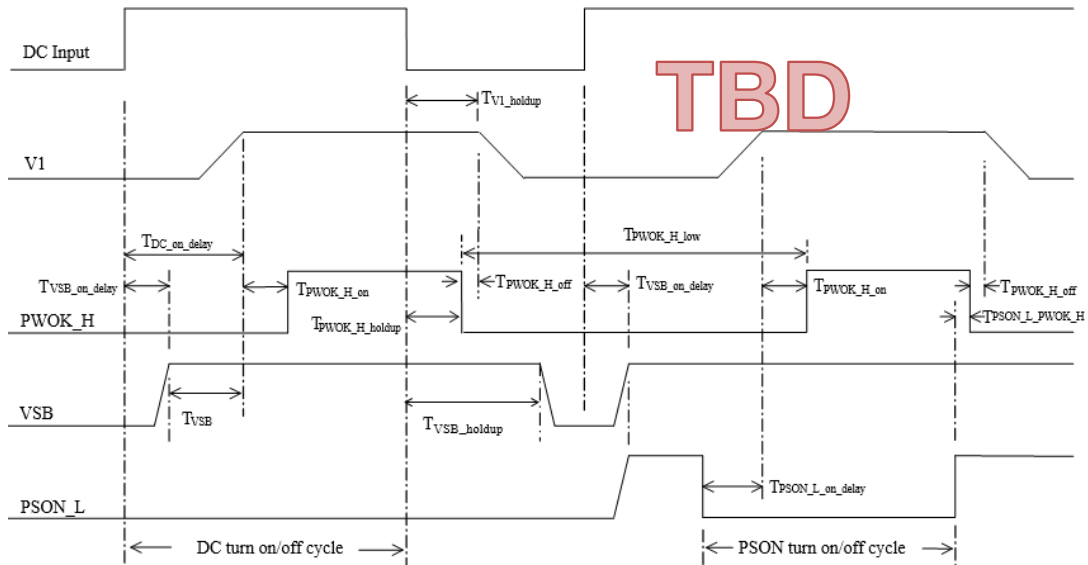 DC Input
TBD
TV1_holdup
V1
TDC_on_delay
TPWOK_H_low
TVSB_on_delay
TPWOK_H_on
TPWOK_H_off
TVSB_on_delay
TPWOK_H_on
TPWOK_H_off
PWOK_H
TPWOK_H_holdup
TPSON_L_PWOK_H
VSB
TVSB
TVSB_holdup
PSON_L
TPSON_L_on_delay
DC turn on/off cycle
PSON turn on/off cycle